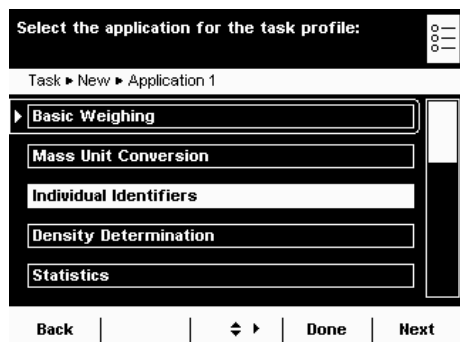 Select the application for the task profile:
Task ▸ New ▸ Application 1
Basic Weighing
Mass Unit Conversion
Individual Identifiers
Density Determination
Statistics
Back Done Next